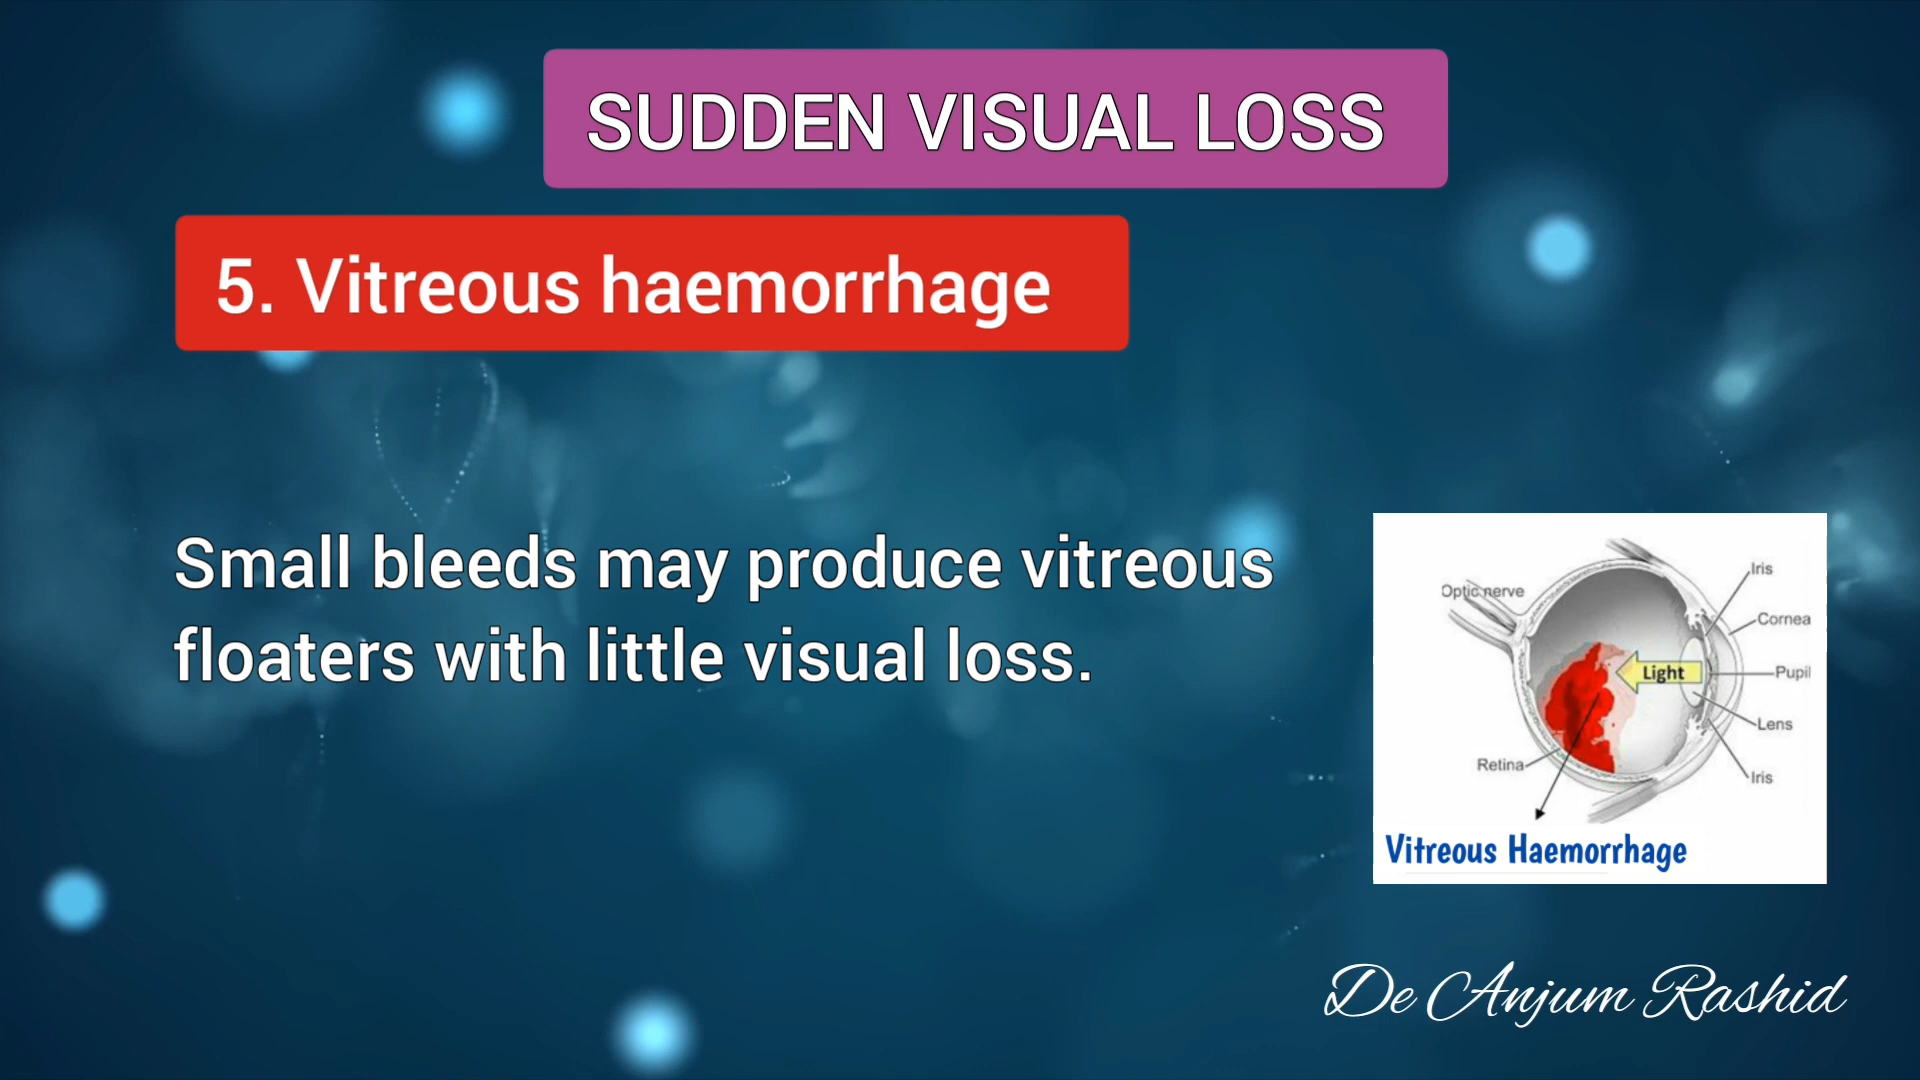 SUDDEN VISUAL LOSS
5. Vitreous haemorrhage
Small bleeds may produce vitreous
floaters with little visual loss.
Optic nerve
Iris
Cornea
Light
Pupil
Lens
Retina
Iris
Vitreous Haemorrhage
De Anjum Rashid